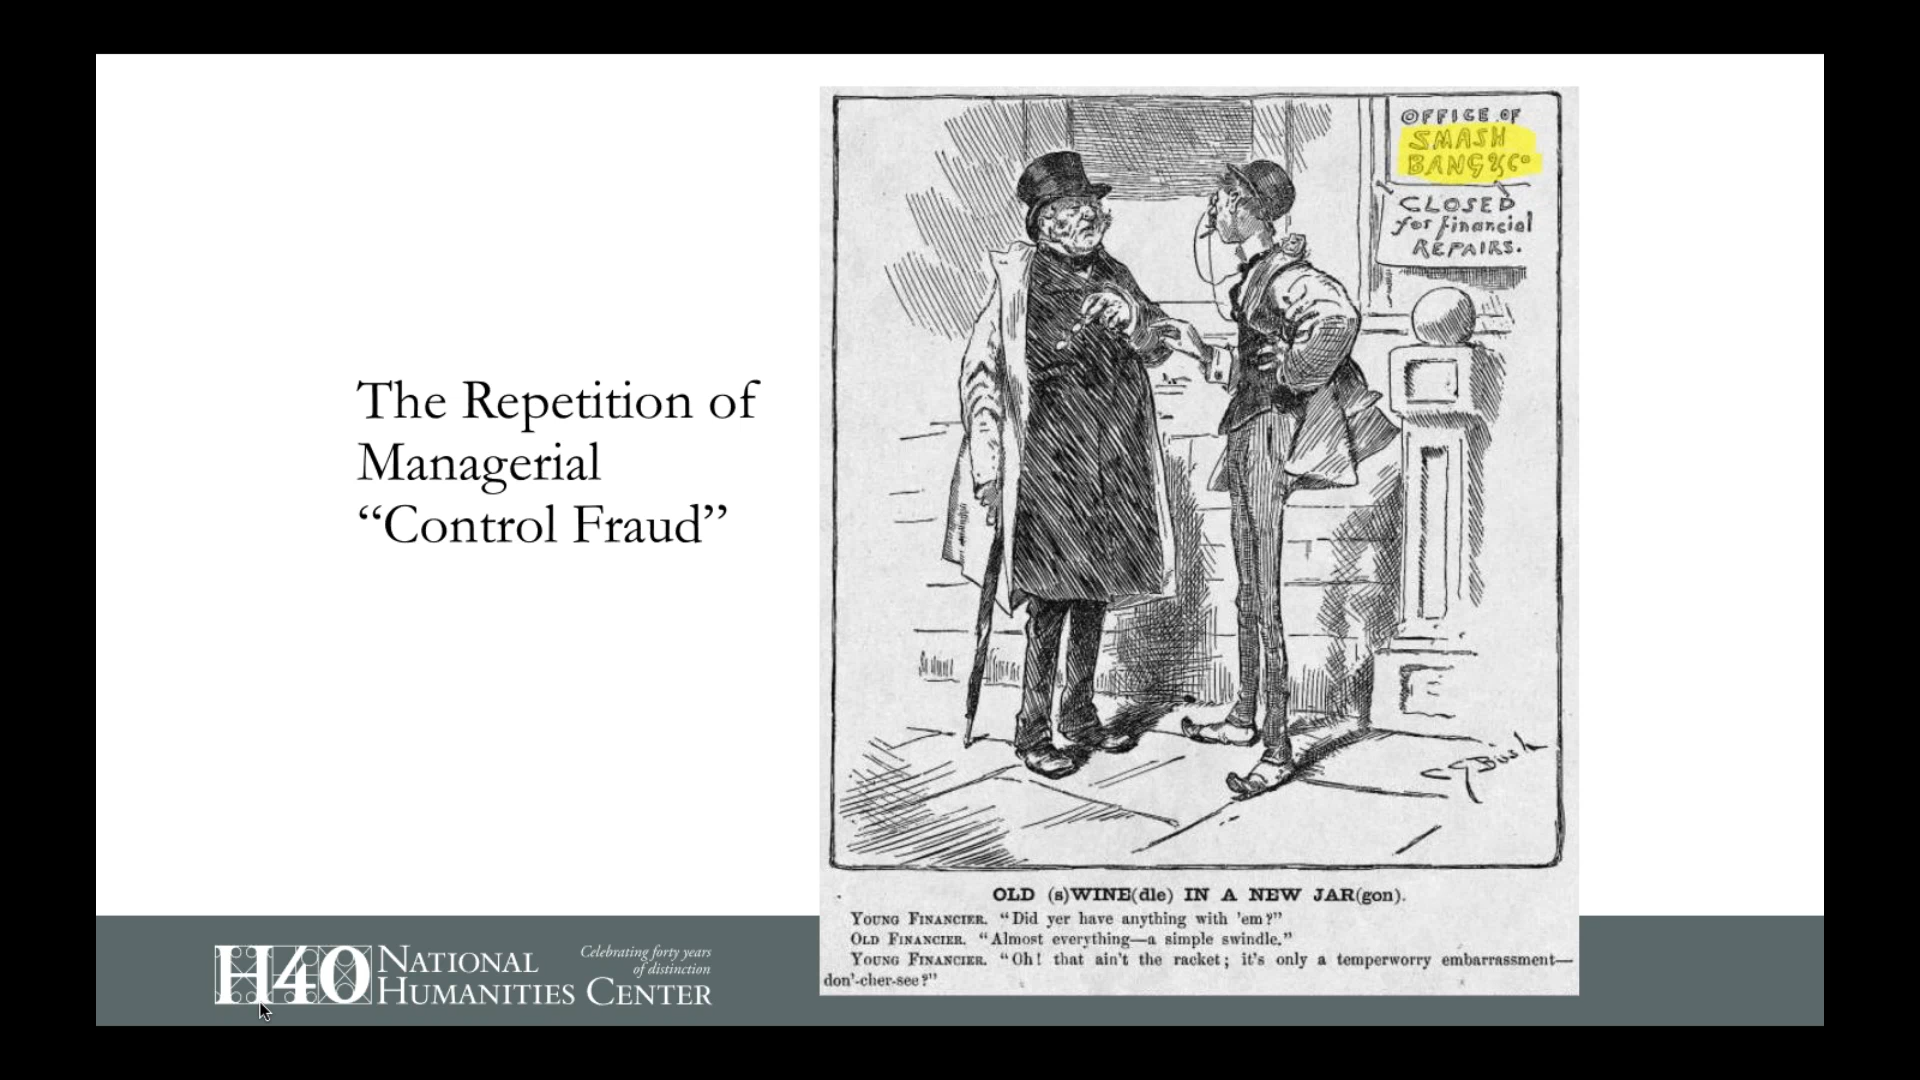 The Repetition of
Managerial
“Control Fraud”
OFFICE OF
SMASH
BANG & Co
CLOSED
for financial
REPAIRS.
C G Bush
OLD (s)WINE(dle) IN A NEW JAR(gon).
YOUNG FINANCIER. “Did yer have anything with 'em?”
OLD FINANCIER. “Almost everything—a simple swindle.”
YOUNG FINANCIER. “Oh! that ain't the racket; it's only a temperworry embarrassment—
don'-cher-see?”
H40 NATIONAL
HUMANITIES CENTER
Celebrating forty years
of distinction